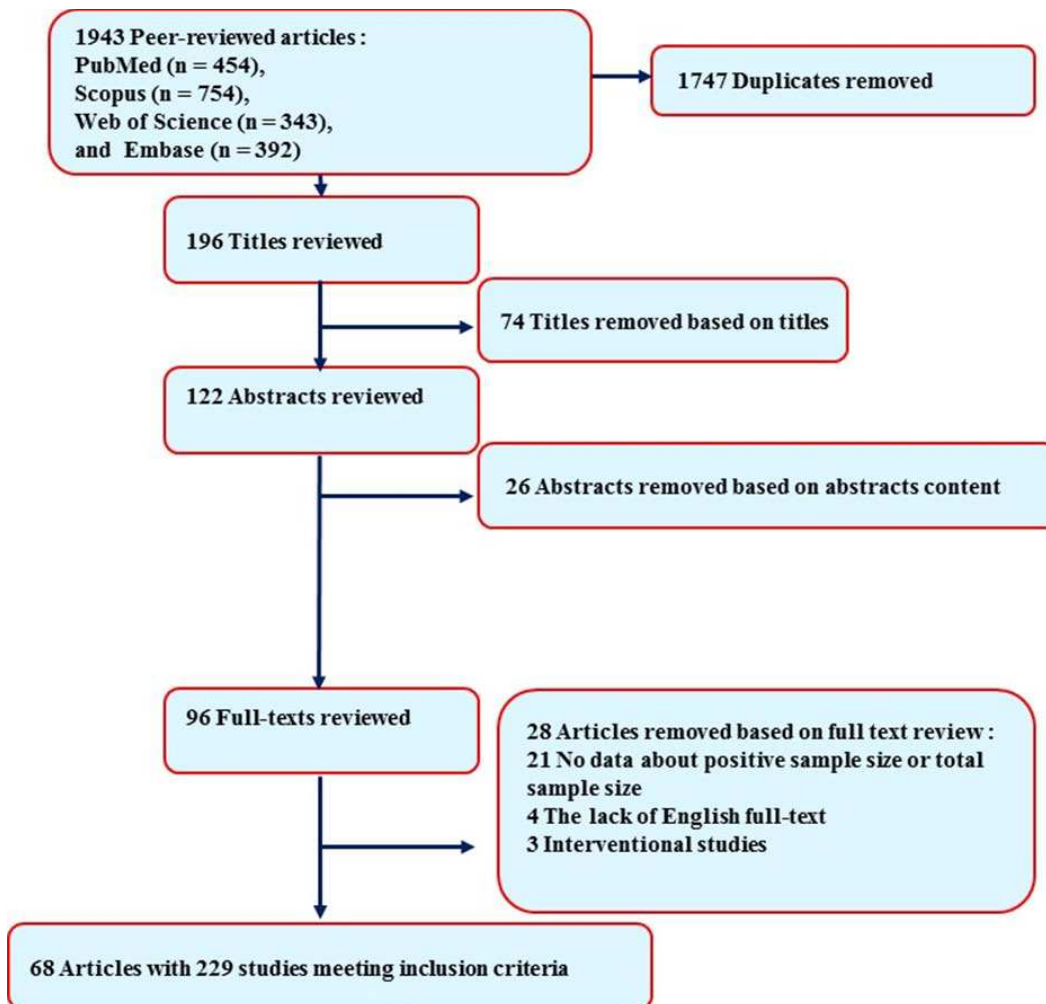 1943 Peer-reviewed articles :
PubMed (n = 454),
Scopus (n = 754),
Web of Science (n = 343),
and Embase (n = 392)
1747 Duplicates removed
196 Titles reviewed
74 Titles removed based on titles
122 Abstracts reviewed
26 Abstracts removed based on abstracts content
96 Full-texts reviewed
28 Articles removed based on full text review :
21 No data about positive sample size or total
sample size
4 The lack of English full-text
3 Interventional studies
68 Articles with 229 studies meeting inclusion criteria